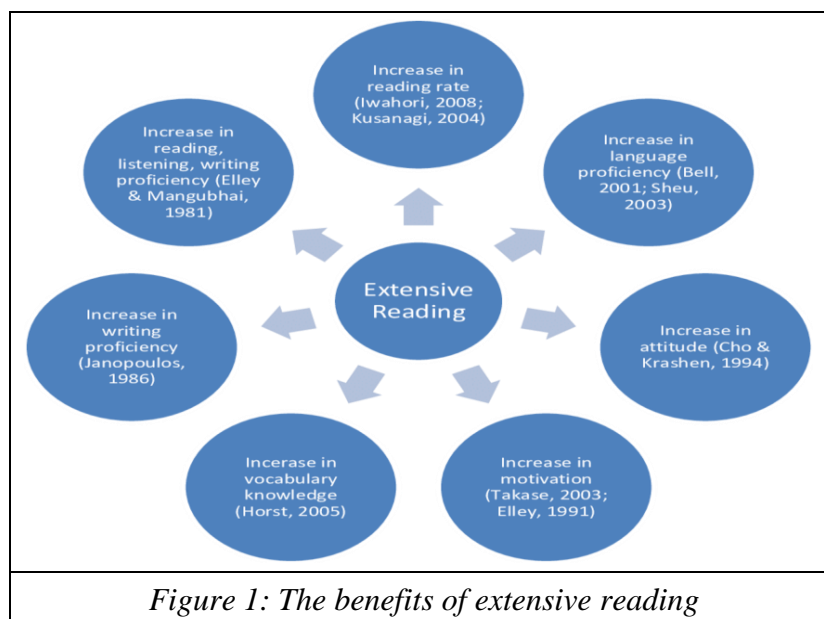 Increase in
reading rate
(Iwahori, 2008;
Kusanagi, 2004)
Increase in
language
proficiency (Bell,
2001; Sheu,
2003)
Increase in
attitude (Cho &
Krashen, 1994)
Increase in
motivation
(Takase, 2003;
Elley, 1991)
Incerase in
vocabulary
knowledge
(Horst, 2005)
Increase in
writing
proficiency
(Janopoulos,
1986)
Increase in
reading,
listening, writing
proficiency (Elley
& Mangubhai,
1981)
Extensive
Reading
Figure 1: The benefits of extensive reading